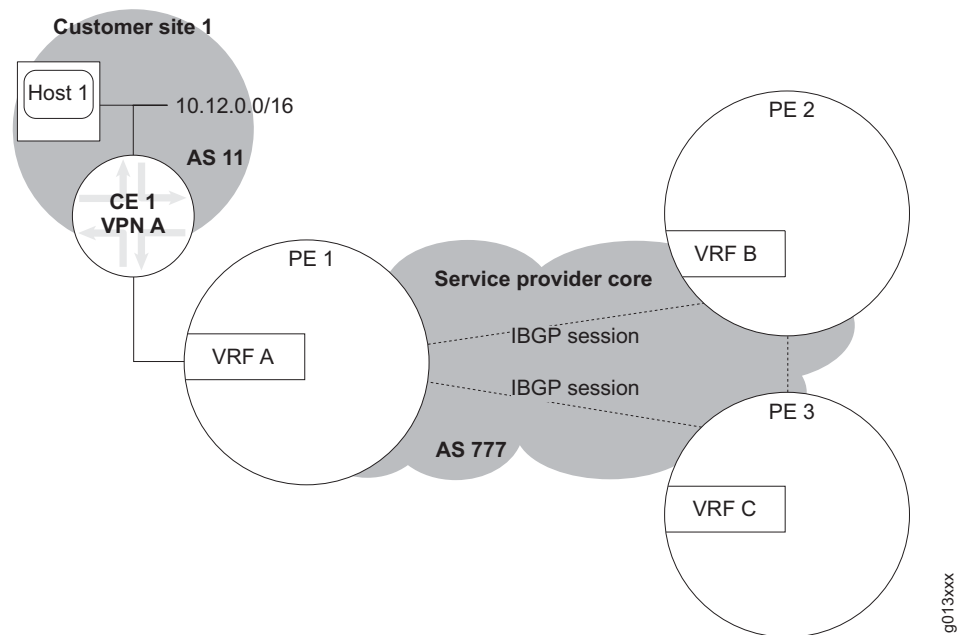 Customer site 1
Host 1
10.12.0.0/16
AS 11
CE 1
VPN A
PE 1
VRF A
Service provider core
IBGP session
IBGP session
AS 777
PE 2
VRF B
PE 3
VRF C
g013xxx